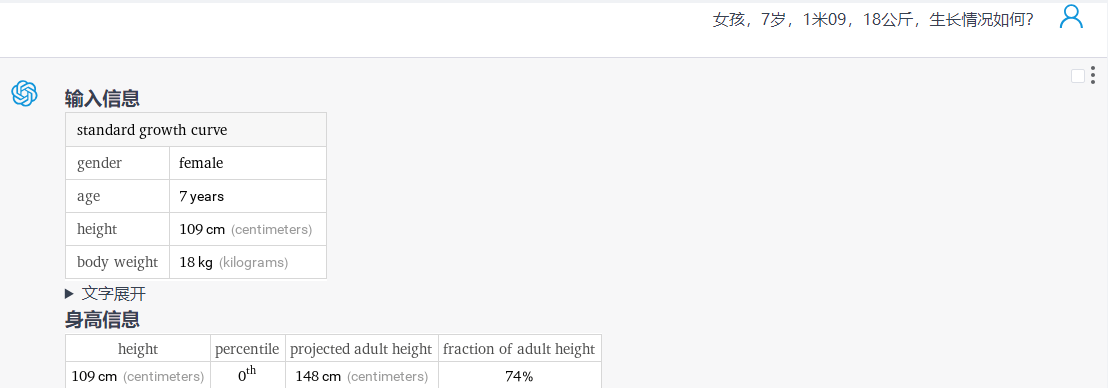 女孩，7岁，1米09，18公斤，生长情况如何？
输入信息
standard growth curve
gender female
age 7 years
height 109 cm (centimeters)
body weight 18 kg (kilograms)
▶ 文字展开
身高信息
height percentile projected adult height fraction of adult height
109 cm (centimeters) 0th 148 cm (centimeters) 74%